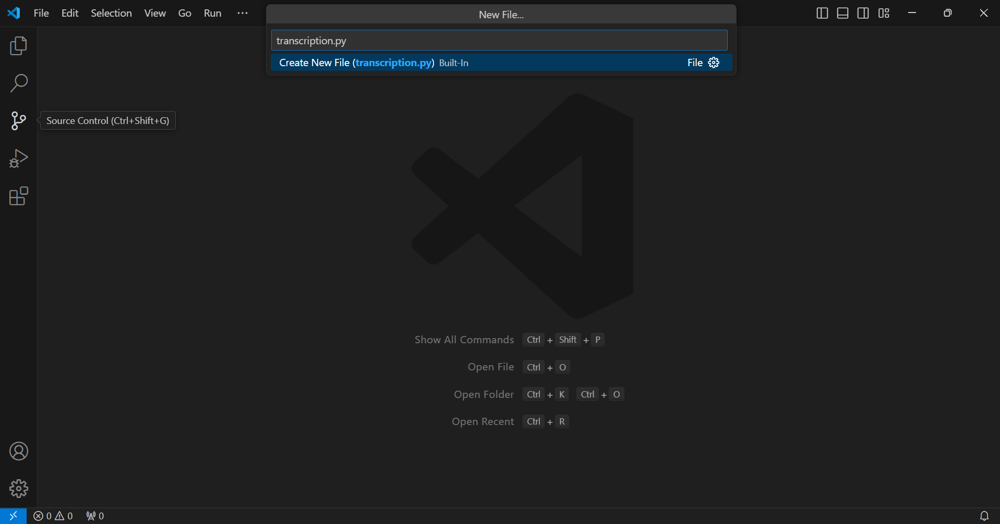 File Edit Selection View Go Run ···
New File...
transcription.py
Create New File (transcription.py) Built-In File
Source Control (Ctrl+Shift+G)
Show All Commands Ctrl + Shift + P
Open File Ctrl + O
Open Folder Ctrl + K Ctrl + O
Open Recent Ctrl + R
0 0 0